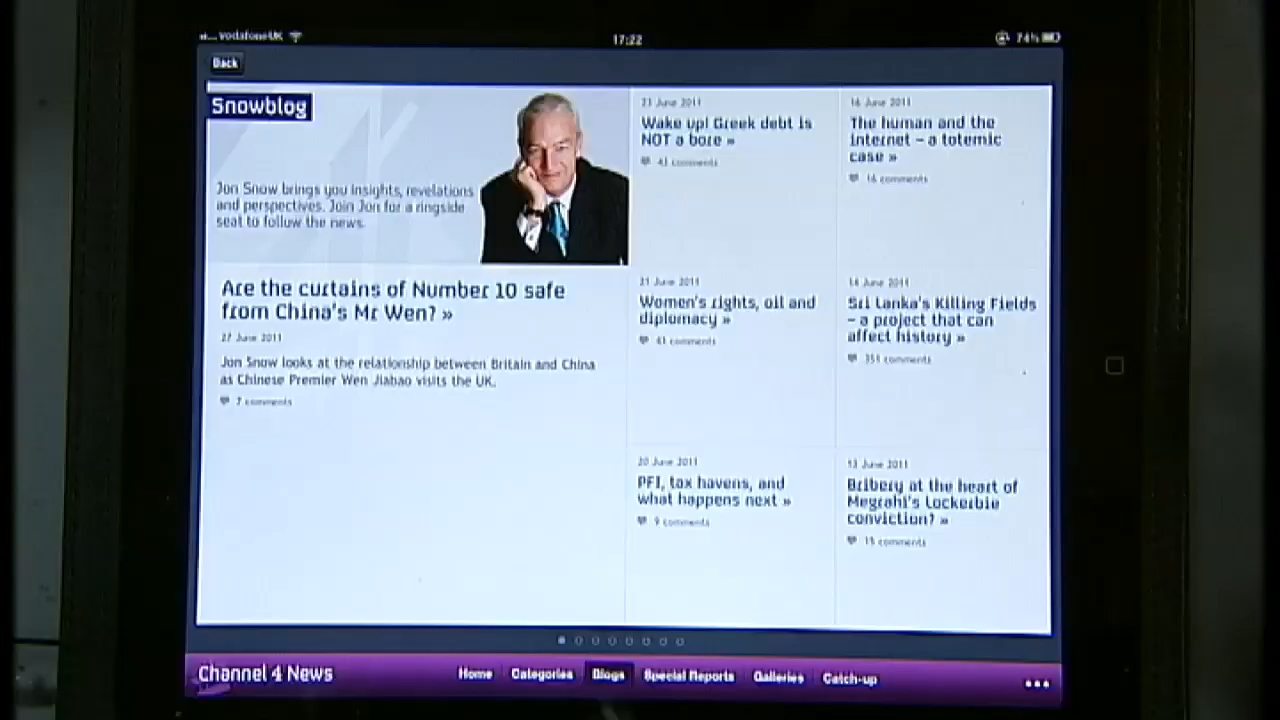 vodafone UK
17:22
74%
Back
Snowblog
Jon Snow brings you insights, revelations
and perspectives. Join Jon for a ringside
seat to follow the news.
Are the curtains of Number 10 safe
from China's Mr Wen? »
27 June 2011
Jon Snow looks at the relationship between Britain and China
as Chinese Premier Wen Jiabao visits the UK.
7 comments
23 June 2011
Wake up! Greek debt is
NOT a bore »
43 comments
21 June 2011
Women's rights, oil and
diplomacy »
41 comments
20 June 2011
PFI, tax havens, and
what happens next »
9 comments
16 June 2011
The human and the
internet – a totemic
case »
16 comments
14 June 2011
Sri Lanka's Killing Fields
– a project that can
affect history »
351 comments
13 June 2011
Bribery at the heart of
Megrahi's Lockerbie
conviction? »
15 comments
Channel 4 News
Home
Categories
Blogs
Special Reports
Galleries
Catch-up